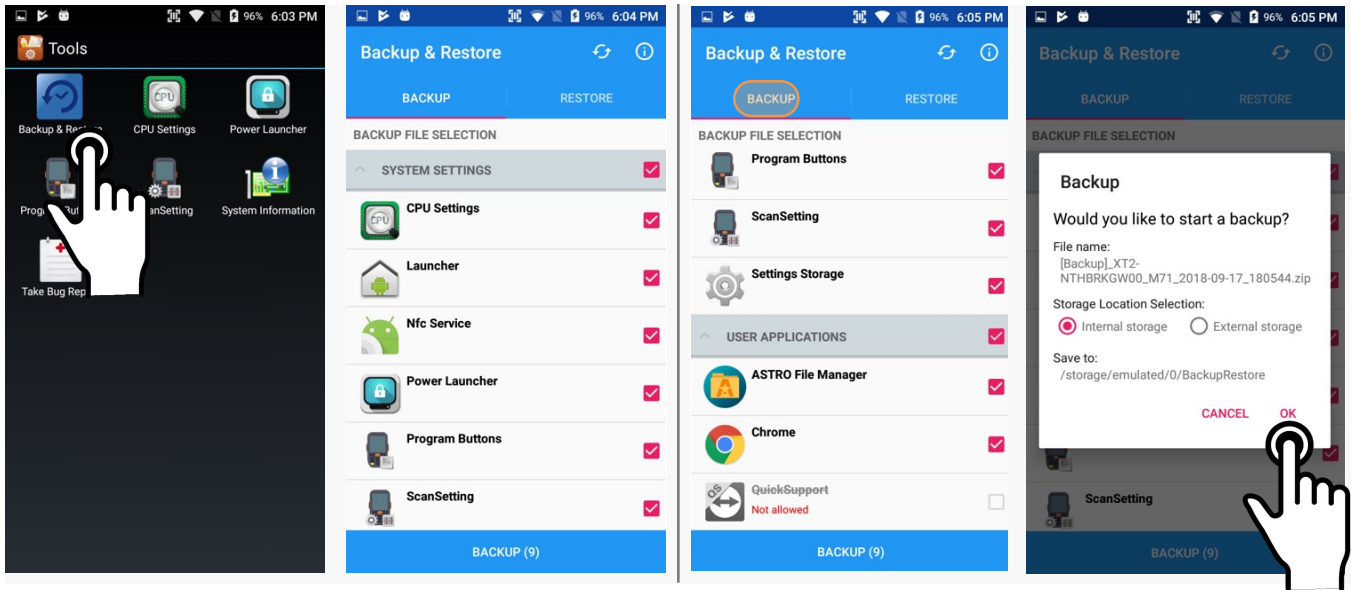 96% 6:03 PM
Tools
Backup & Restore
CPU Settings
Power Launcher
ScanSetting
System Information
Take Bug Rep
96% 6:04 PM
Backup & Restore
BACKUP
RESTORE
BACKUP FILE SELECTION
SYSTEM SETTINGS
CPU Settings
CPU
Launcher
Nfc Service
Power Launcher
Program Buttons
ScanSetting
BACKUP (9)
96% 6:05 PM
Backup & Restore
BACKUP
RESTORE
BACKUP FILE SELECTION
Program Buttons
ScanSetting
Settings Storage
USER APPLICATIONS
ASTRO File Manager
Chrome
QuickSupport
Not allowed
BACKUP (9)
96% 6:05 PM
Backup & Restore
BACKUP
RESTORE
BACKUP FILE SELECTION
Backup
Would you like to start a backup?
File name:
[Backup]_XT2-
NTHBRKGW00_M71_2018-09-17_180544.zip
Storage Location Selection:
Internal storage
External storage
Save to:
/storage/emulated/0/BackupRestore
CANCEL
OK
ScanSetting
BACKUP (9)